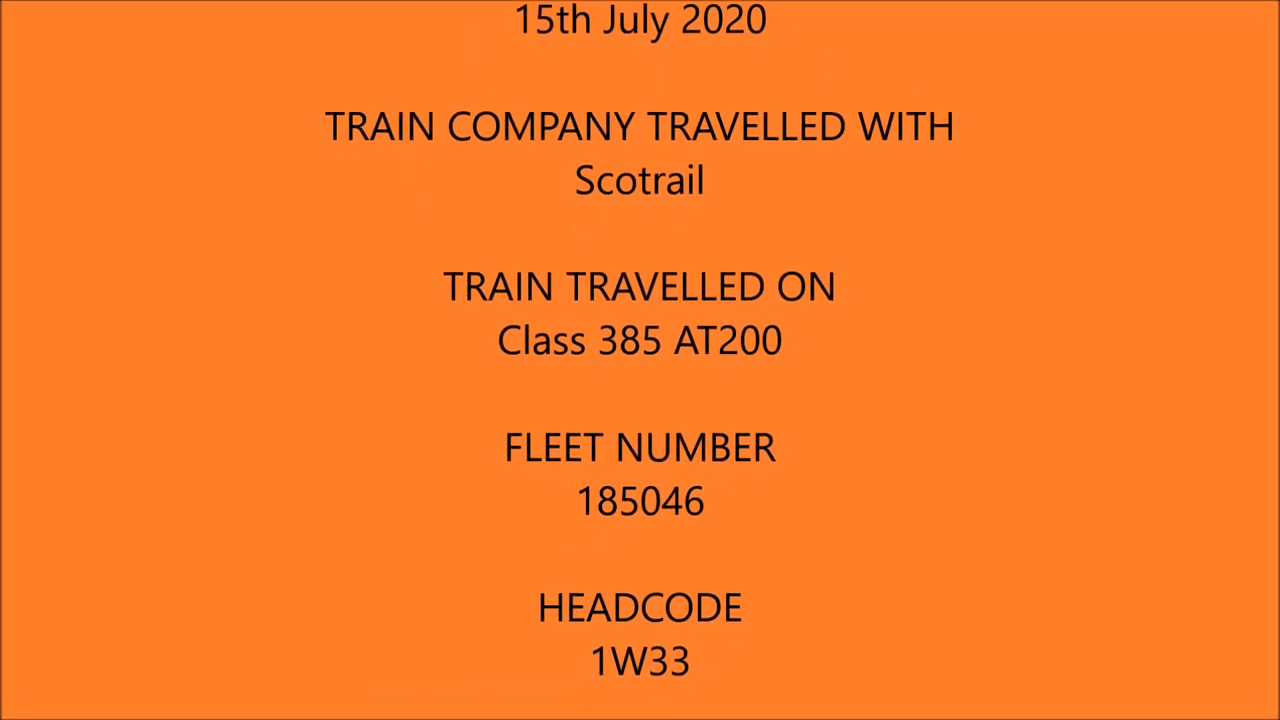 15th July 2020
TRAIN COMPANY TRAVELLED WITH
Scotrail
TRAIN TRAVELLED ON
Class 385 AT200
FLEET NUMBER
185046
HEADCODE
1W33